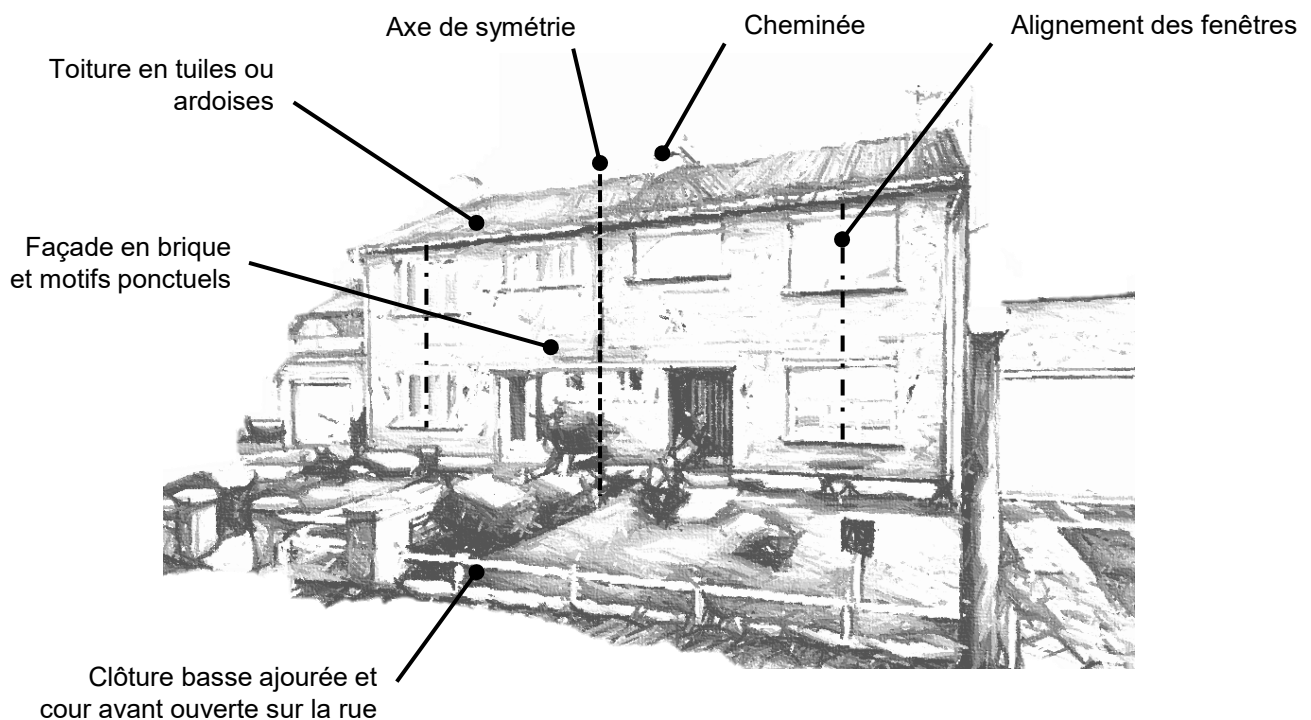 Axe de symétrie
Cheminée
Alignement des fenêtres
Toiture en tuiles ou
ardoises
Façade en brique
et motifs ponctuels
Clôture basse ajourée et
cour avant ouverte sur la rue